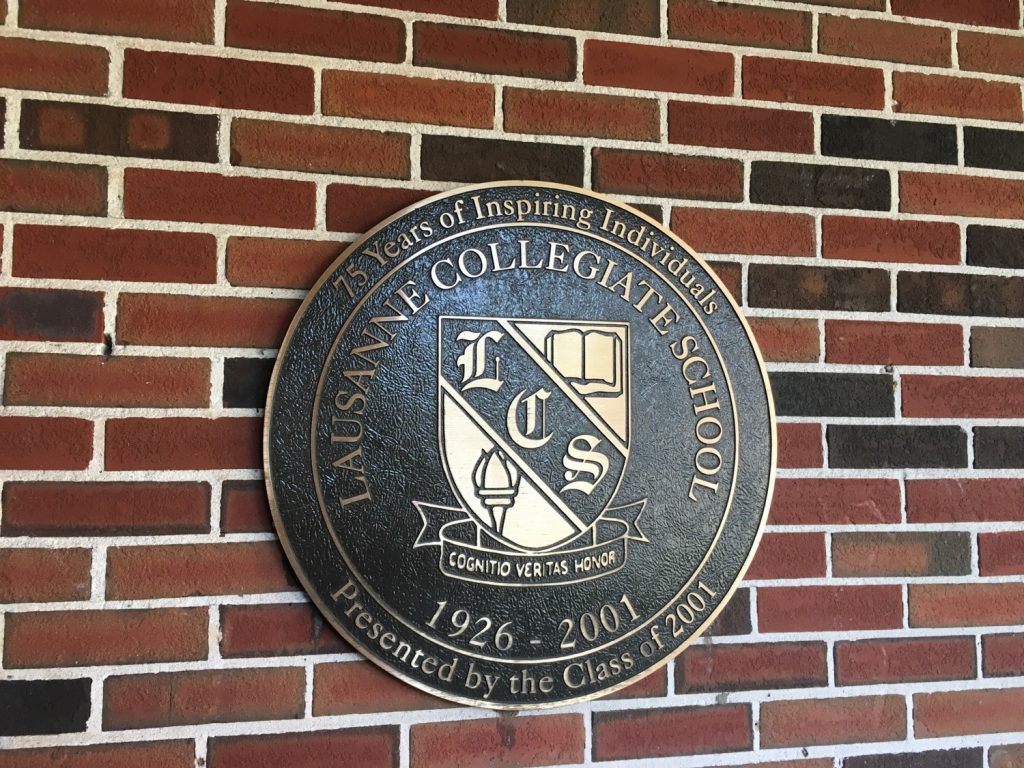 75 Years of Inspiring Individuals
LAUSANNE COLLEGIATE SCHOOL
L
C
S
COGNITIO VERITAS HONOR
1926 - 2001
Presented by the Class of 2001